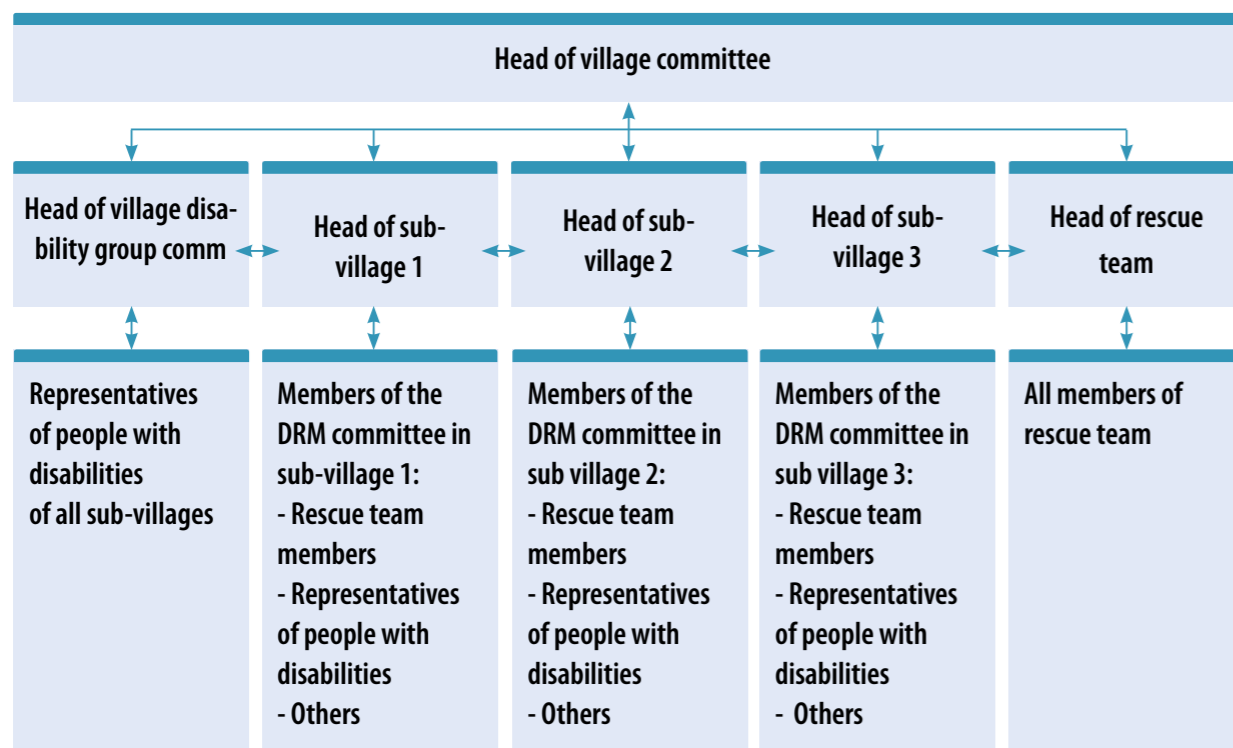 Head of village committee
Head of village disa-
bility group comm
Head of sub-
village 1
Head of sub-
village 2
Head of sub-
village 3
Head of rescue
team
Representatives
of people with
disabilities
of all sub-villages
Members of the
DRM committee in
sub-village 1:
- Rescue team
members
- Representatives
of people with
disabilities
- Others
Members of the
DRM committee in
sub village 2:
- Rescue team
members
- Representatives
of people with
disabilities
- Others
Members of the
DRM committee in
sub village 3:
- Rescue team
members
- Representatives
of people with
disabilities
- Others
All members of
rescue team